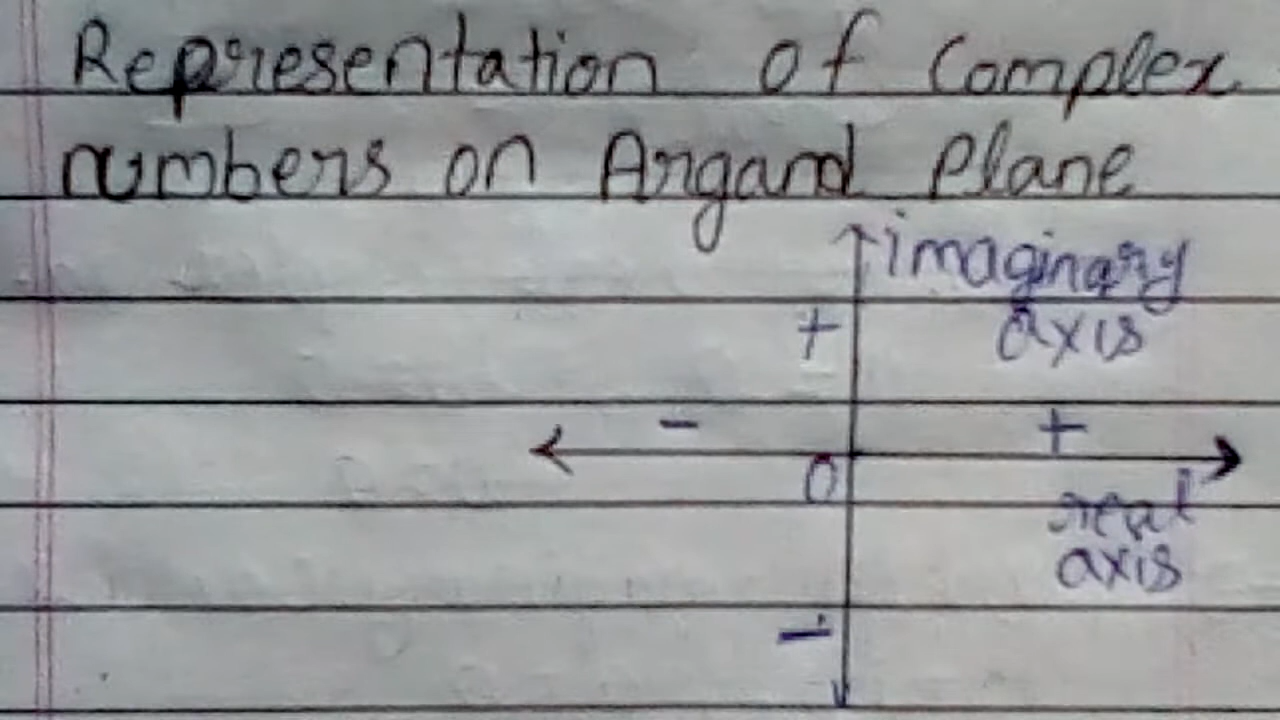 Representation of Complex
numbers on Argand Plane
imaginary
axis
+
- +
0
real
axis
-